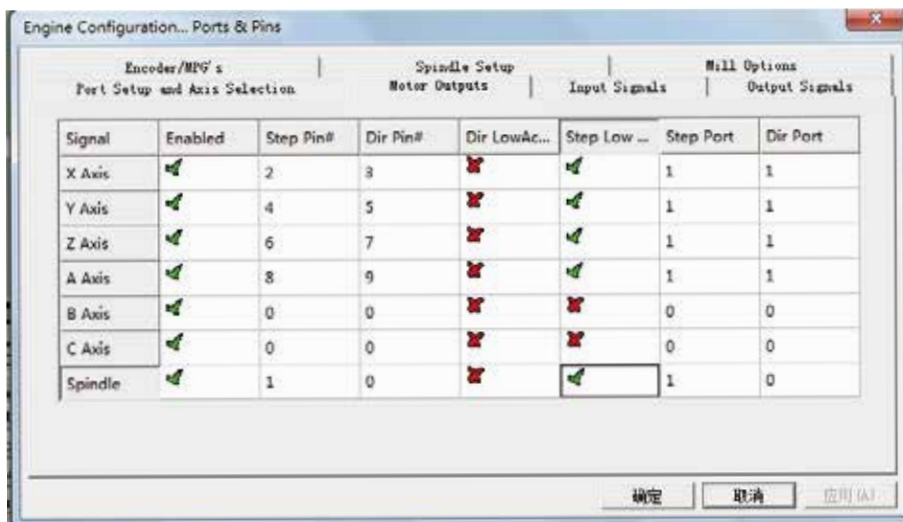 Engine Configuration... Ports & Pins
Encoder/MPG's Spindle Setup Mill Options
Port Setup and Axis Selection Motor Outputs Input Signals Output Signals
Signal Enabled Step Pin# Dir Pin# Dir LowAc... Step Low ... Step Port Dir Port
X Axis 2 3 1 1
Y Axis 4 5 1 1
Z Axis 6 7 1 1
A Axis 8 9 1 1
B Axis 0 0 0 0
C Axis 0 0 0 0
Spindle 1 0 1 0
确定 取消 应用(A)